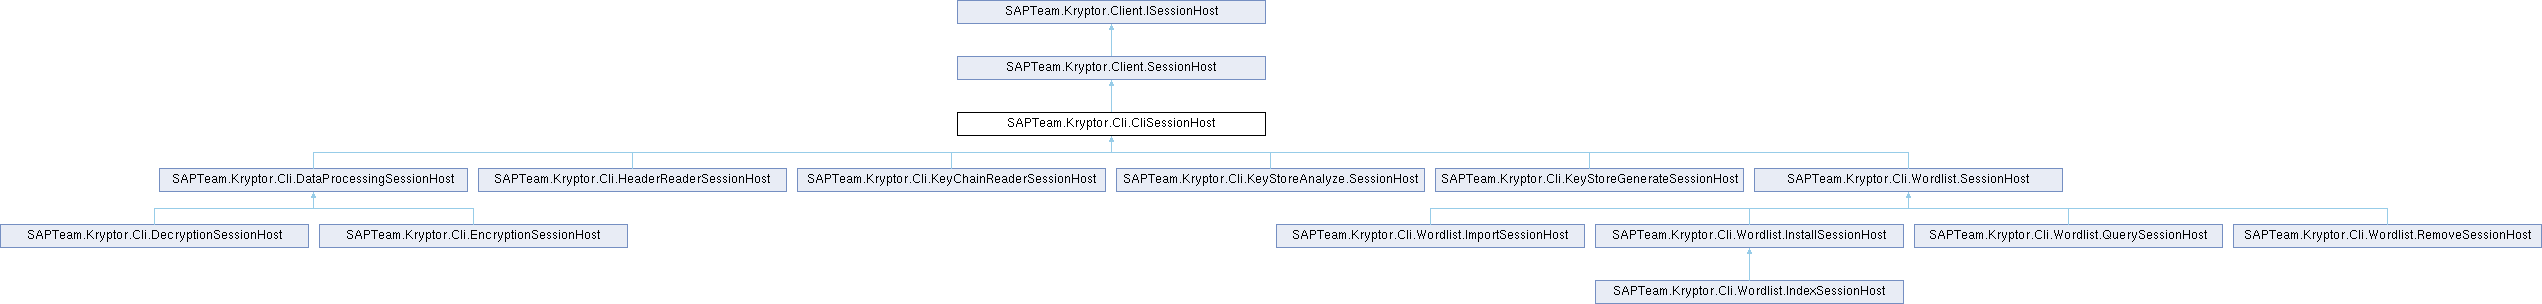 SAPTeam.Kryptor.Client.ISessionHost
SAPTeam.Kryptor.Client.SessionHost
SAPTeam.Kryptor.Cli.CliSessionHost
SAPTeam.Kryptor.Cli.DataProcessingSessionHost
SAPTeam.Kryptor.Cli.HeaderReaderSessionHost
SAPTeam.Kryptor.Cli.KeyChainReaderSessionHost
SAPTeam.Kryptor.Cli.KeyStoreAnalyze.SessionHost
SAPTeam.Kryptor.Cli.KeyStoreGenerateSessionHost
SAPTeam.Kryptor.Cli.Wordlist.SessionHost
SAPTeam.Kryptor.Cli.DecryptionSessionHost
SAPTeam.Kryptor.Cli.EncryptionSessionHost
SAPTeam.Kryptor.Cli.Wordlist.ImportSessionHost
SAPTeam.Kryptor.Cli.Wordlist.InstallSessionHost
SAPTeam.Kryptor.Cli.Wordlist.QuerySessionHost
SAPTeam.Kryptor.Cli.Wordlist.RemoveSessionHost
SAPTeam.Kryptor.Cli.Wordlist.IndexSessionHost